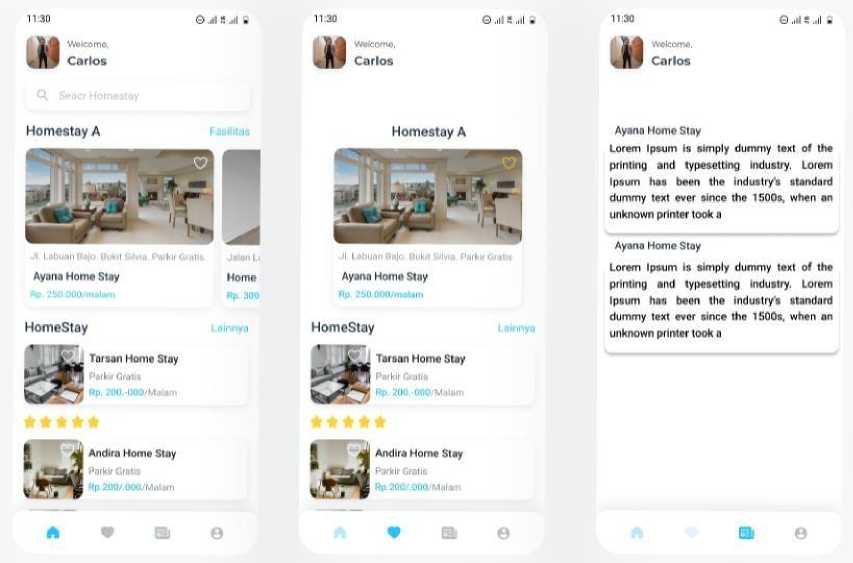 11:30
Welcome,
Carlos
Seacr Homestay
Homestay A
Fasilitas
Jl. Labuan Bajo. Bukit Silvia. Parkir Gratis
Jalan L
Ayana Home Stay
Home
Rp. 250.000/malam
Rp. 300
HomeStay
Lainnya
Tarsan Home Stay
Parkir Gratis
Rp. 200.-000/Malam
Andira Home Stay
Parkir Gratis
Rp.200/.000/Malam
11:30
Welcome,
Carlos
Homestay A
Jl. Labuan Bajo. Bukit Silvia. Parkir Gratis
Ayana Home Stay
Rp. 250.000/malam
HomeStay
Lainnya
Tarsan Home Stay
Parkir Gratis
Rp. 200.-000/Malam
Andira Home Stay
Parkir Gratis
Rp.200/.000/Malam
11:30
Welcome,
Carlos
Ayana Home Stay
Lorem Ipsum is simply dummy text of the
printing and typesetting industry. Lorem
Ipsum has been the industry's standard
dummy text ever since the 1500s, when an
unknown printer took a
Ayana Home Stay
Lorem Ipsum is simply dummy text of the
printing and typesetting industry. Lorem
Ipsum has been the industry's standard
dummy text ever since the 1500s, when an
unknown printer took a